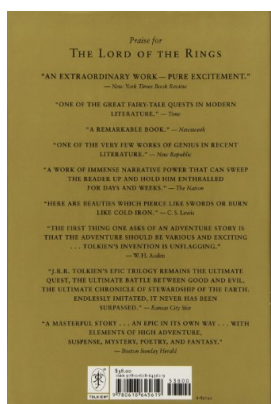 Praise for
THE LORD OF THE RINGS
"AN EXTRAORDINARY WORK — PURE EXCITEMENT."
— New York Times Book Review
"ONE OF THE GREAT FAIRY-TALE QUESTS IN MODERN
LITERATURE." — Time
"A REMARKABLE BOOK." — Newsweek
"ONE OF THE VERY FEW WORKS OF GENIUS IN RECENT
LITERATURE." — New Republic
"A WORK OF IMMENSE NARRATIVE POWER THAT CAN SWEEP
THE READER UP AND HOLD HIM ENTHRALLED
FOR DAYS AND WEEKS." — The Nation
"HERE ARE BEAUTIES WHICH PIERCE LIKE SWORDS OR BURN
LIKE COLD IRON." — C. S. Lewis
"THE FIRST THING ONE ASKS OF AN ADVENTURE STORY IS
THAT THE ADVENTURE SHOULD BE VARIOUS AND EXCITING
. . . TOLKIEN'S INVENTION IS UNFLAGGING."
— W. H. Auden
"J.R.R. TOLKIEN'S EPIC TRILOGY REMAINS THE ULTIMATE
QUEST, THE ULTIMATE BATTLE BETWEEN GOOD AND EVIL,
THE ULTIMATE CHRONICLE OF STEWARDSHIP OF THE EARTH.
ENDLESSLY IMITATED, IT NEVER HAS BEEN
SURPASSED." — Kansas City Star
"A MASTERFUL STORY . . . AN EPIC IN ITS OWN WAY . . . WITH
ELEMENTS OF HIGH ADVENTURE,
SUSPENSE, MYSTERY, POETRY, AND FANTASY."
— Boston Sunday Herald
53800
9 780618 645619
TOLKIEN